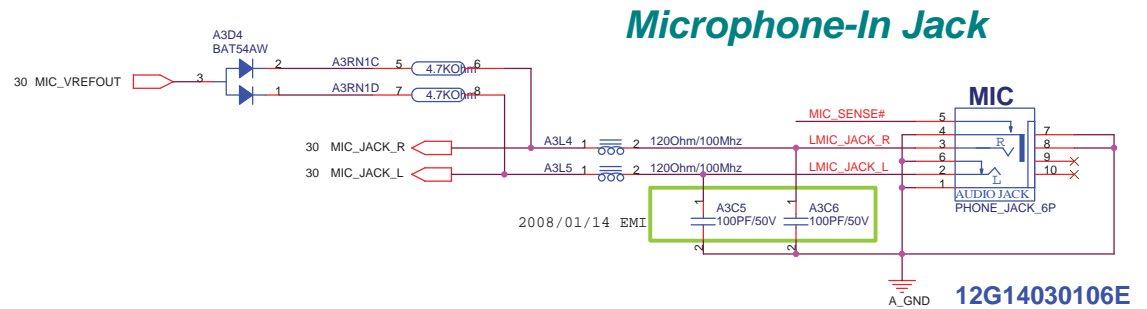 Microphone-In Jack
A3D4
BAT54AW
30 MIC_VREFOUT
3
2
1
A3RN1C
5
4.7KOhm
6
A3RN1D
7
4.7KOhm
8
MIC
MIC_SENSE#
5
4
30 MIC_JACK_R
A3L4
1
2
120Ohm/100Mhz
LMIC_JACK_R
3
R
7
8
6
9
30 MIC_JACK_L
A3L5
1
2
120Ohm/100Mhz
LMIC_JACK_L
2
L
10
1
AUDIO JACK
PHONE_JACK_6P
2008/01/14 EMI
1
A3C5
100PF/50V
2
1
A3C6
100PF/50V
2
A_GND
12G14030106E